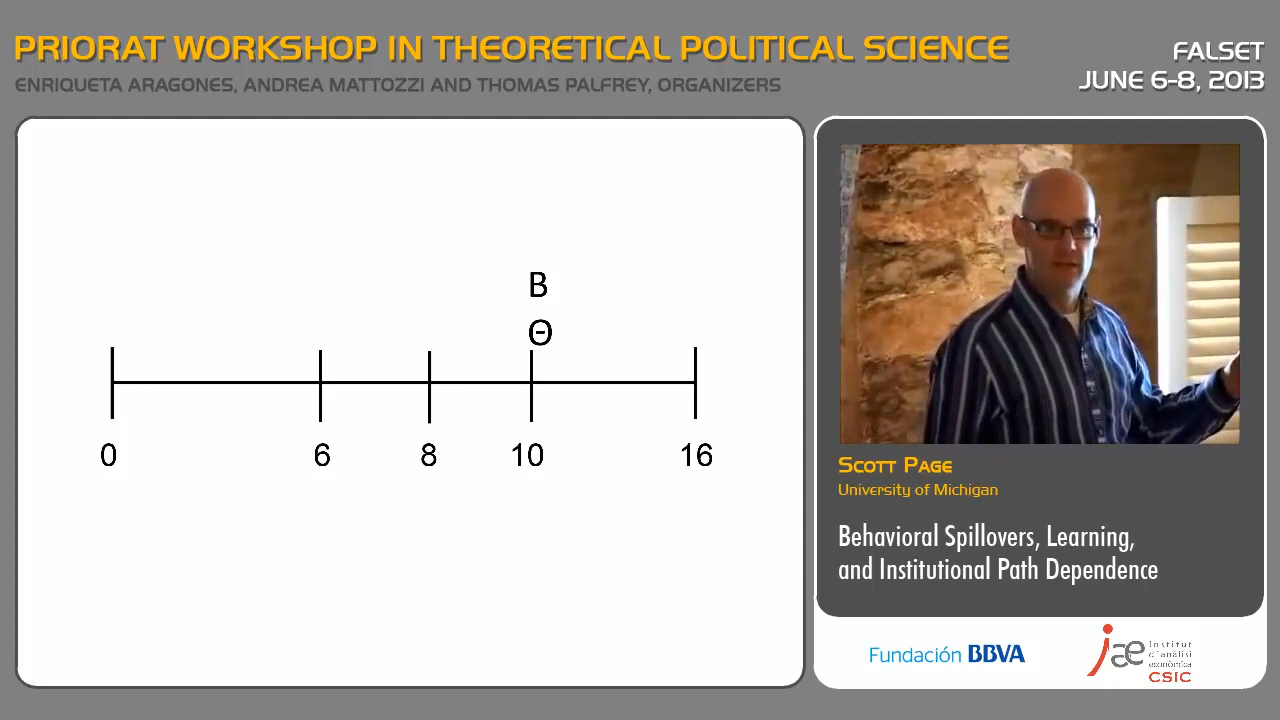 PRIORAT WORKSHOP IN THEORETICAL POLITICAL SCIENCE
ENRIQUETA ARAGONES, ANDREA MATTOZZI AND THOMAS PALFREY, ORGANIZERS
FALSET
JUNE 6-8, 2013
B
Θ
0 6 8 10 16
SCOTT PAGE
University of Michigan
Behavioral Spillovers, Learning,
and Institutional Path Dependence
Fundación BBVA
iae
Institut
d'anàlisi
econòmica
CSIC